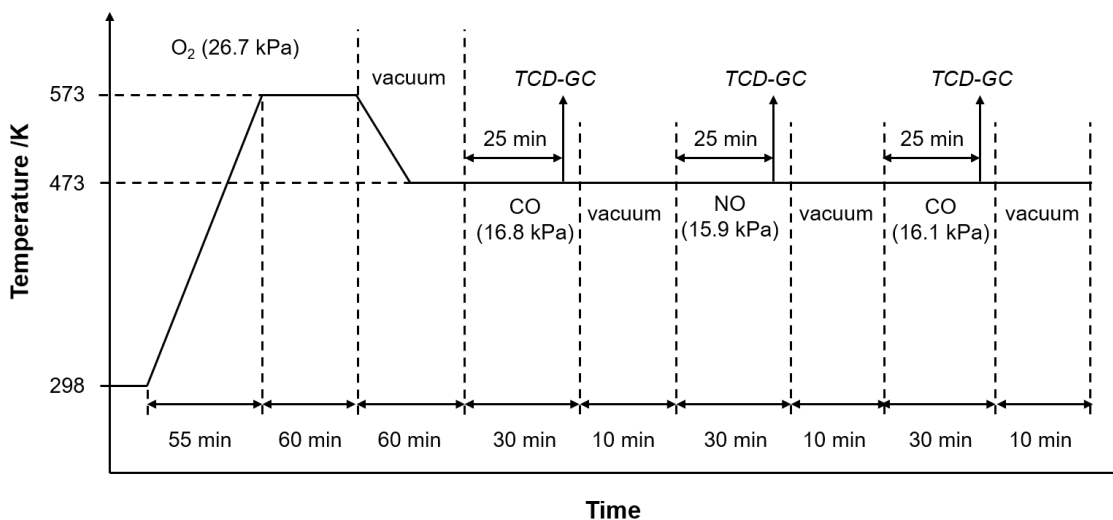 O₂ (26.7 kPa)
vacuum
TCD-GC
TCD-GC
TCD-GC
573
25 min
25 min
25 min
473
CO
(16.8 kPa)
vacuum
NO
(15.9 kPa)
vacuum
CO
(16.1 kPa)
vacuum
298
55 min
60 min
60 min
30 min
10 min
30 min
10 min
30 min
10 min
Temperature /K
Time